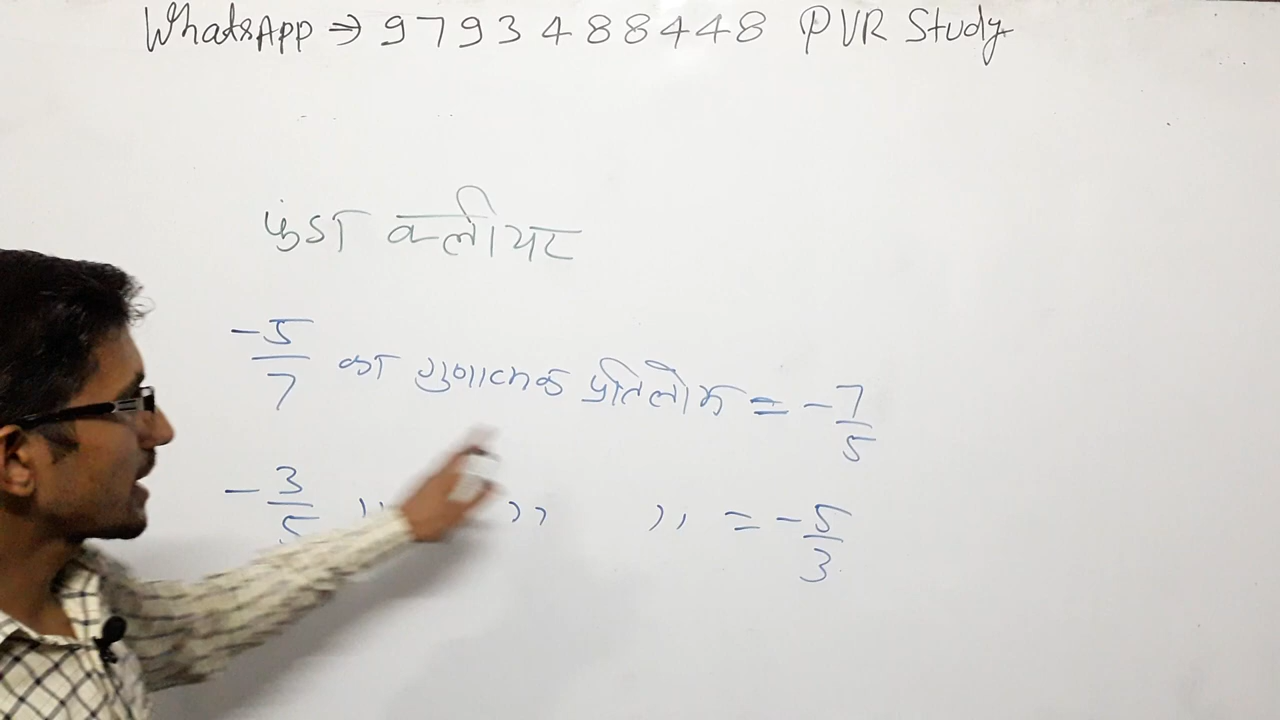 WhatsApp ⇒ 9793488448 PVR Study
फंडा क्लीयर
-5/7 का गुणात्मक प्रतिलोम = -7/5
-3/5 ,, ,, ,, = -5/3